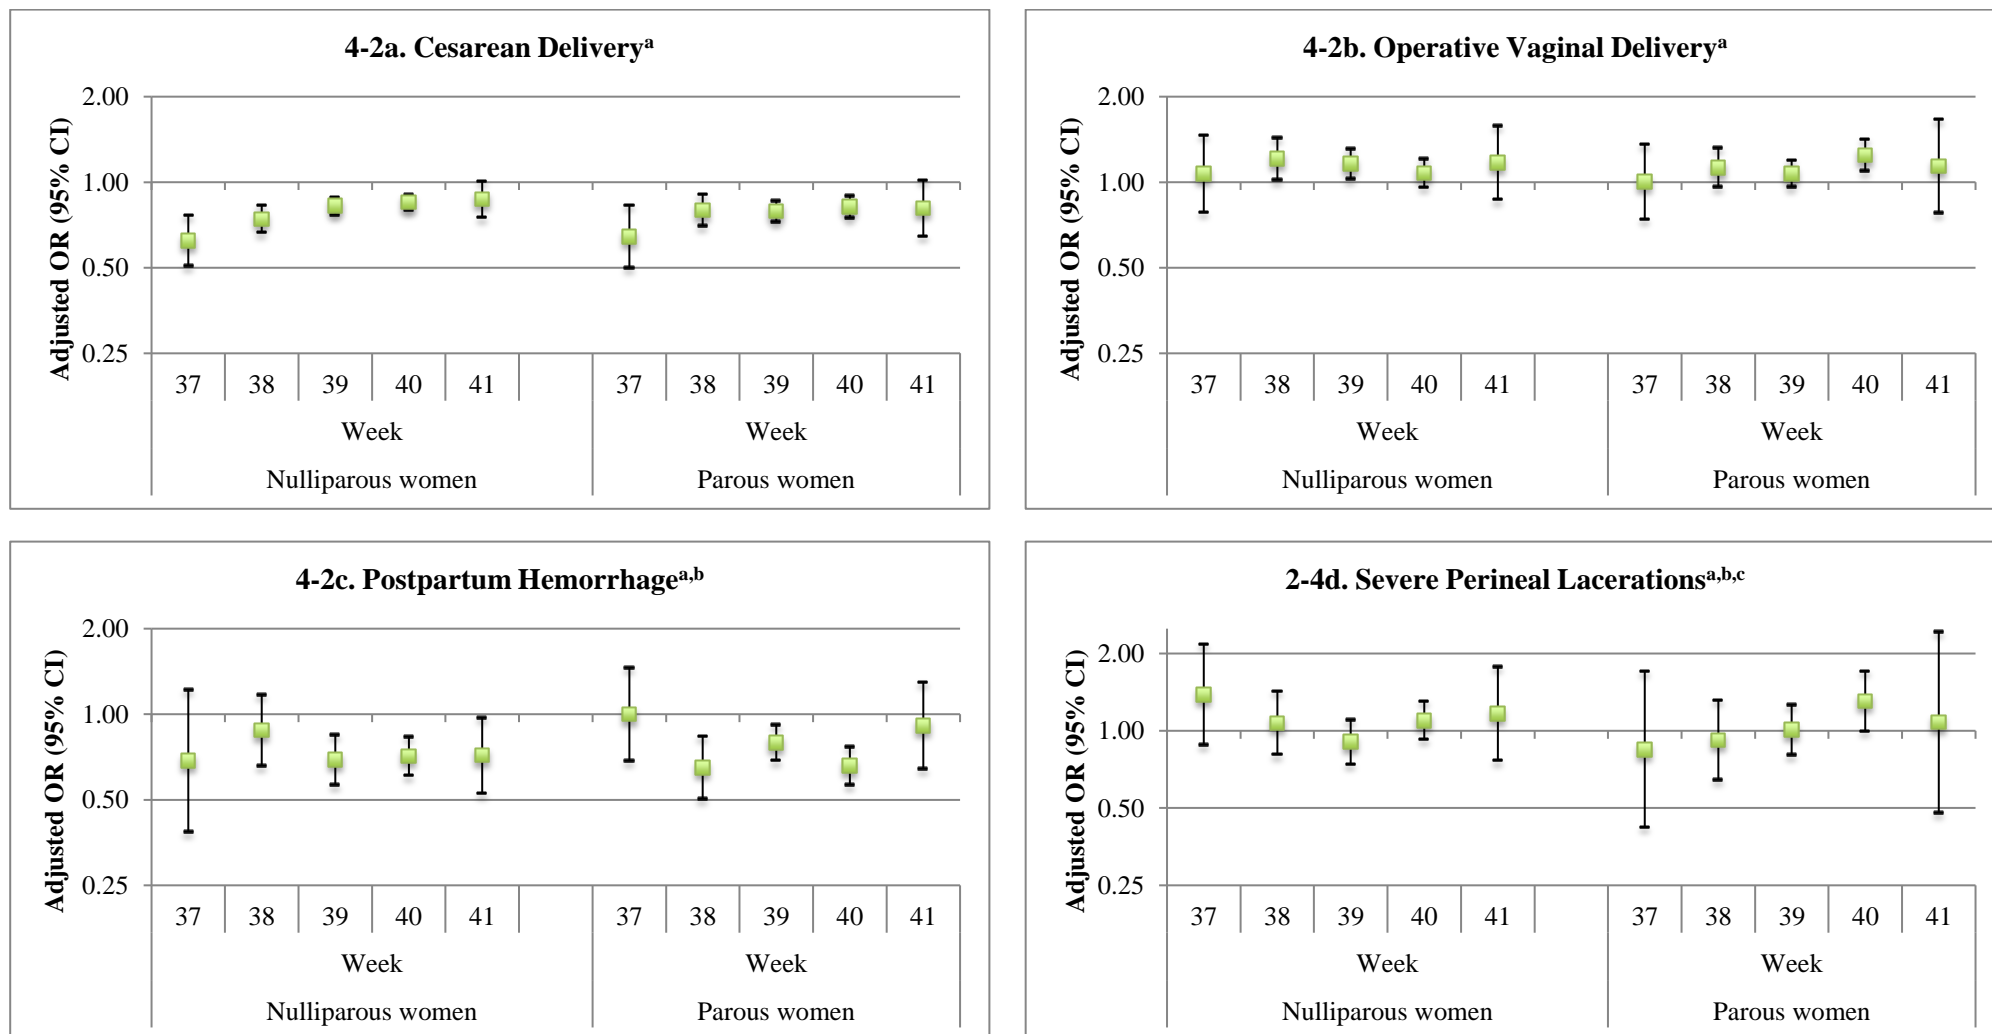 4-2a. Cesarean Deliveryᵃ
Adjusted OR (95% CI)
2.00
1.00
0.50
0.25
37 38 39 40 41 37 38 39 40 41
Week Week
Nulliparous women Parous women
4-2b. Operative Vaginal Deliveryᵃ
Adjusted OR (95% CI)
2.00
1.00
0.50
0.25
37 38 39 40 41 37 38 39 40 41
Week Week
Nulliparous women Parous women
4-2c. Postpartum Hemorrhageᵃ,ᵇ
Adjusted OR (95% CI)
2.00
1.00
0.50
0.25
37 38 39 40 41 37 38 39 40 41
Week Week
Nulliparous women Parous women
2-4d. Severe Perineal Lacerationsᵃ,ᵇ,ᶜ
Adjusted OR (95% CI)
2.00
1.00
0.50
0.25
37 38 39 40 41 37 38 39 40 41
Week Week
Nulliparous women Parous women